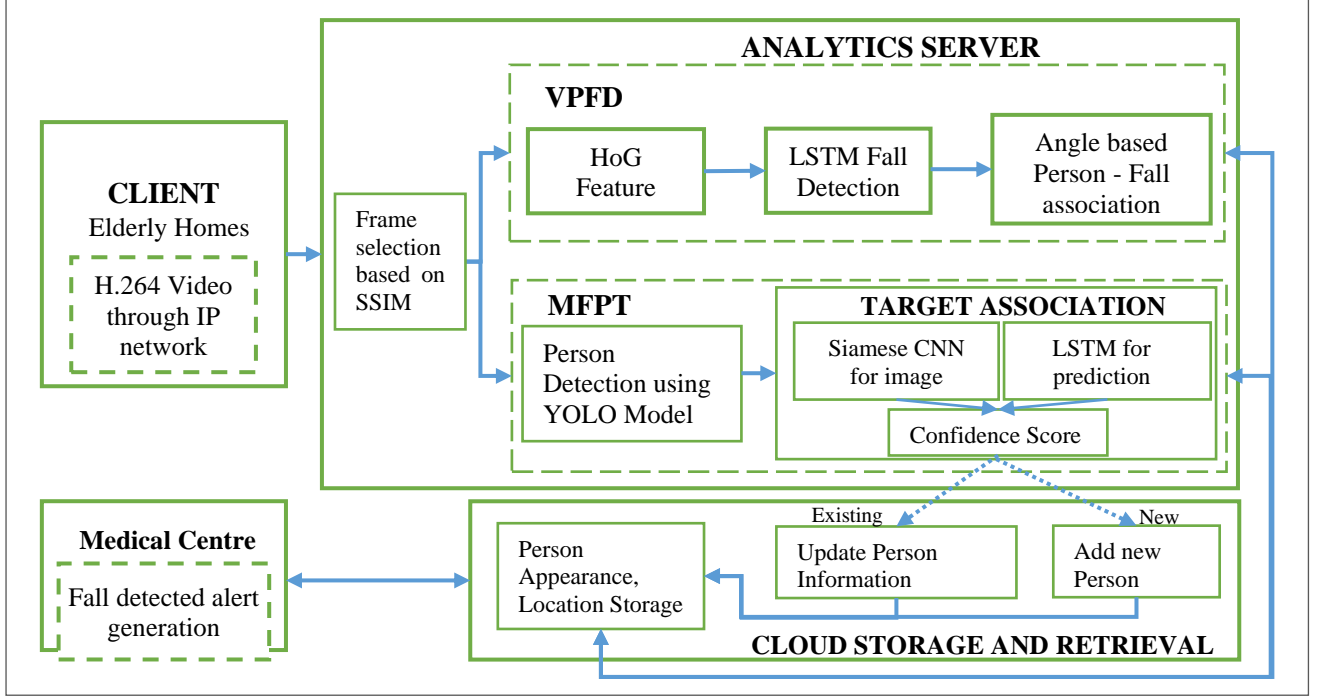 ANALYTICS SERVER
VPFD
HoG
Feature
LSTM Fall
Detection
Angle based
Person - Fall
association
CLIENT
Elderly Homes
H.264 Video
through IP
network
Frame
selection
based on
SSIM
MFPT
Person
Detection using
YOLO Model
TARGET ASSOCIATION
Siamese CNN
for image
LSTM for
prediction
Confidence Score
Medical Centre
Fall detected alert
generation
Existing
New
Person
Appearance,
Location Storage
Update Person
Information
Add new
Person
CLOUD STORAGE AND RETRIEVAL